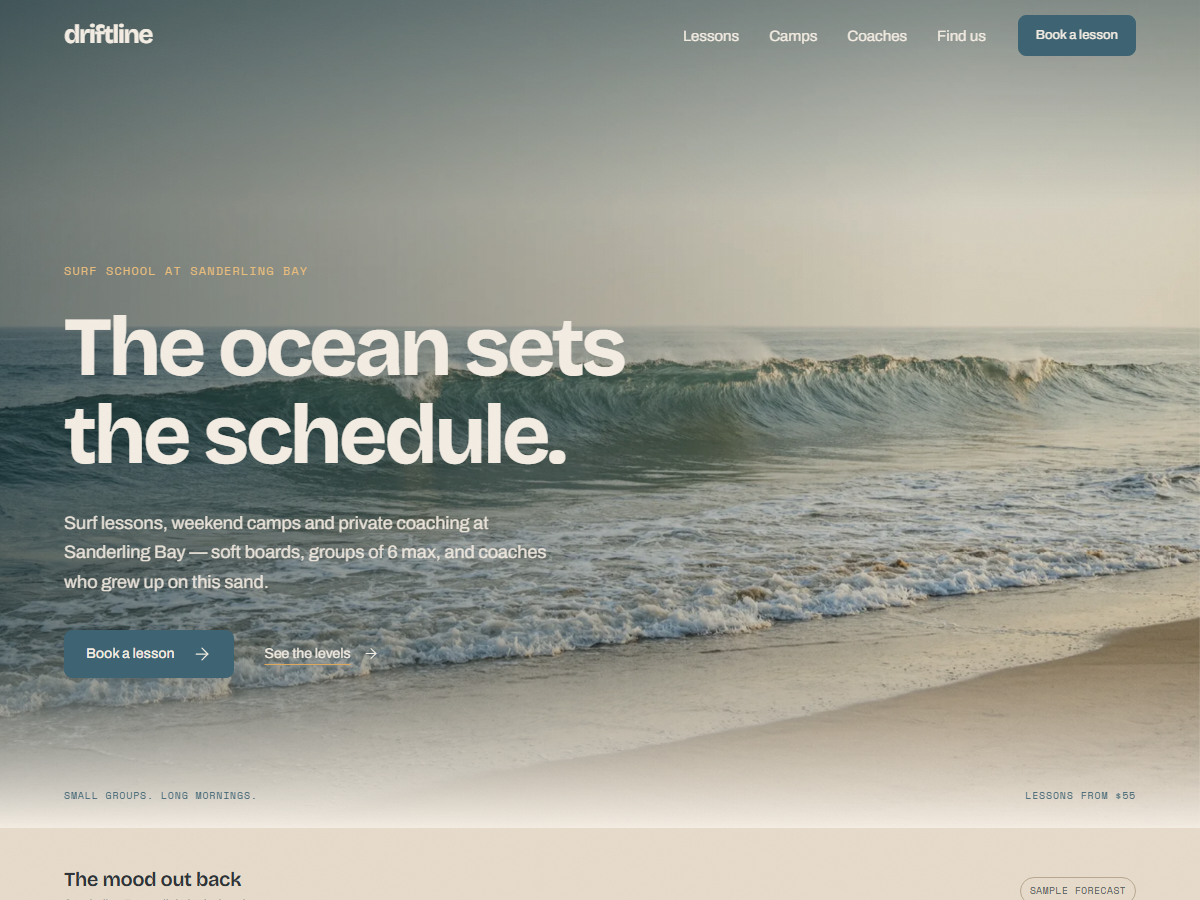 driftline
Lessons Camps Coaches Find us Book a lesson
SURF SCHOOL AT SANDERLING BAY
The ocean sets
the schedule.
Surf lessons, weekend camps and private coaching at
Sanderling Bay — soft boards, groups of 6 max, and coaches
who grew up on this sand.
Book a lesson
See the levels
SMALL GROUPS. LONG MORNINGS.
LESSONS FROM $55
The mood out back
SAMPLE FORECAST